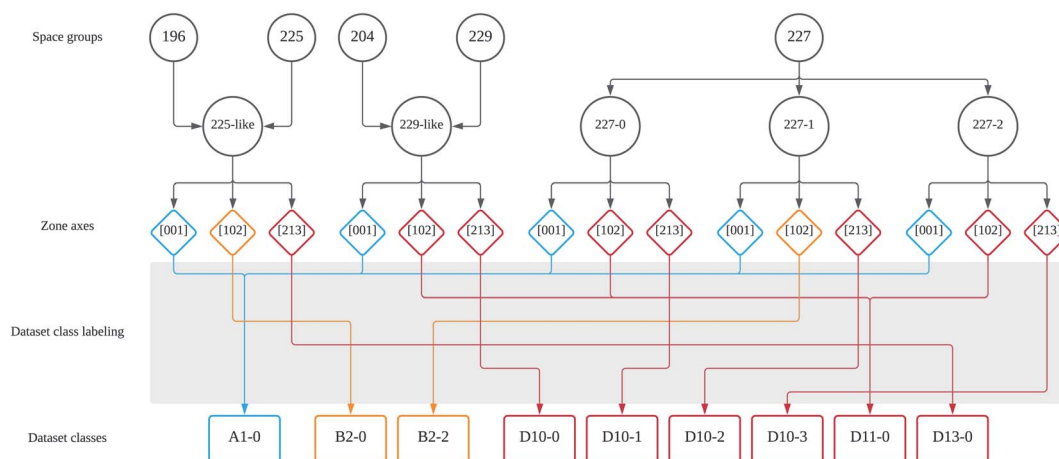 Space groups
196
225
204
229
227
225-like
229-like
227-0
227-1
227-2
Zone axes
[001]
[102]
[213]
[001]
[102]
[213]
[001]
[102]
[213]
[001]
[102]
[213]
[001]
[102]
[213]
Dataset class labeling
Dataset classes
A1-0
B2-0
B2-2
D10-0
D10-1
D10-2
D10-3
D11-0
D13-0